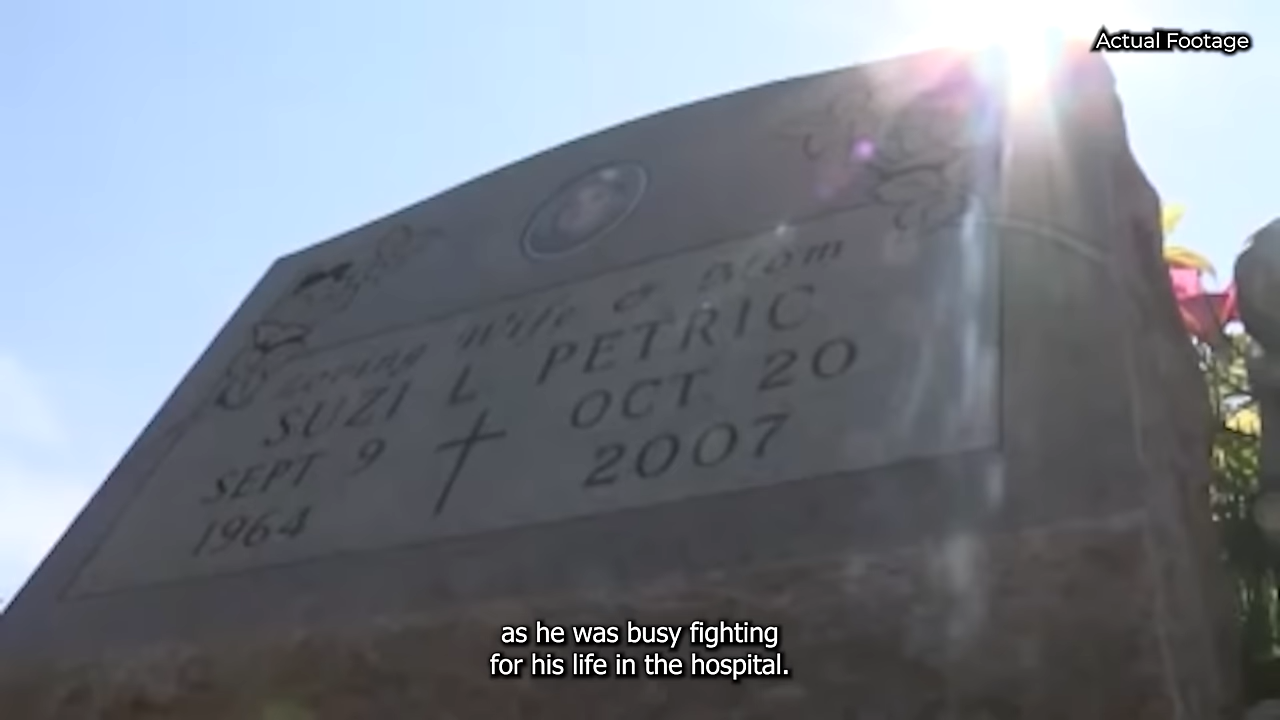 Actual Footage
Loving Wife & Mom
SUZI L PETRIC
SEPT 9 OCT 20
1964 2007
as he was busy fighting
for his life in the hospital.